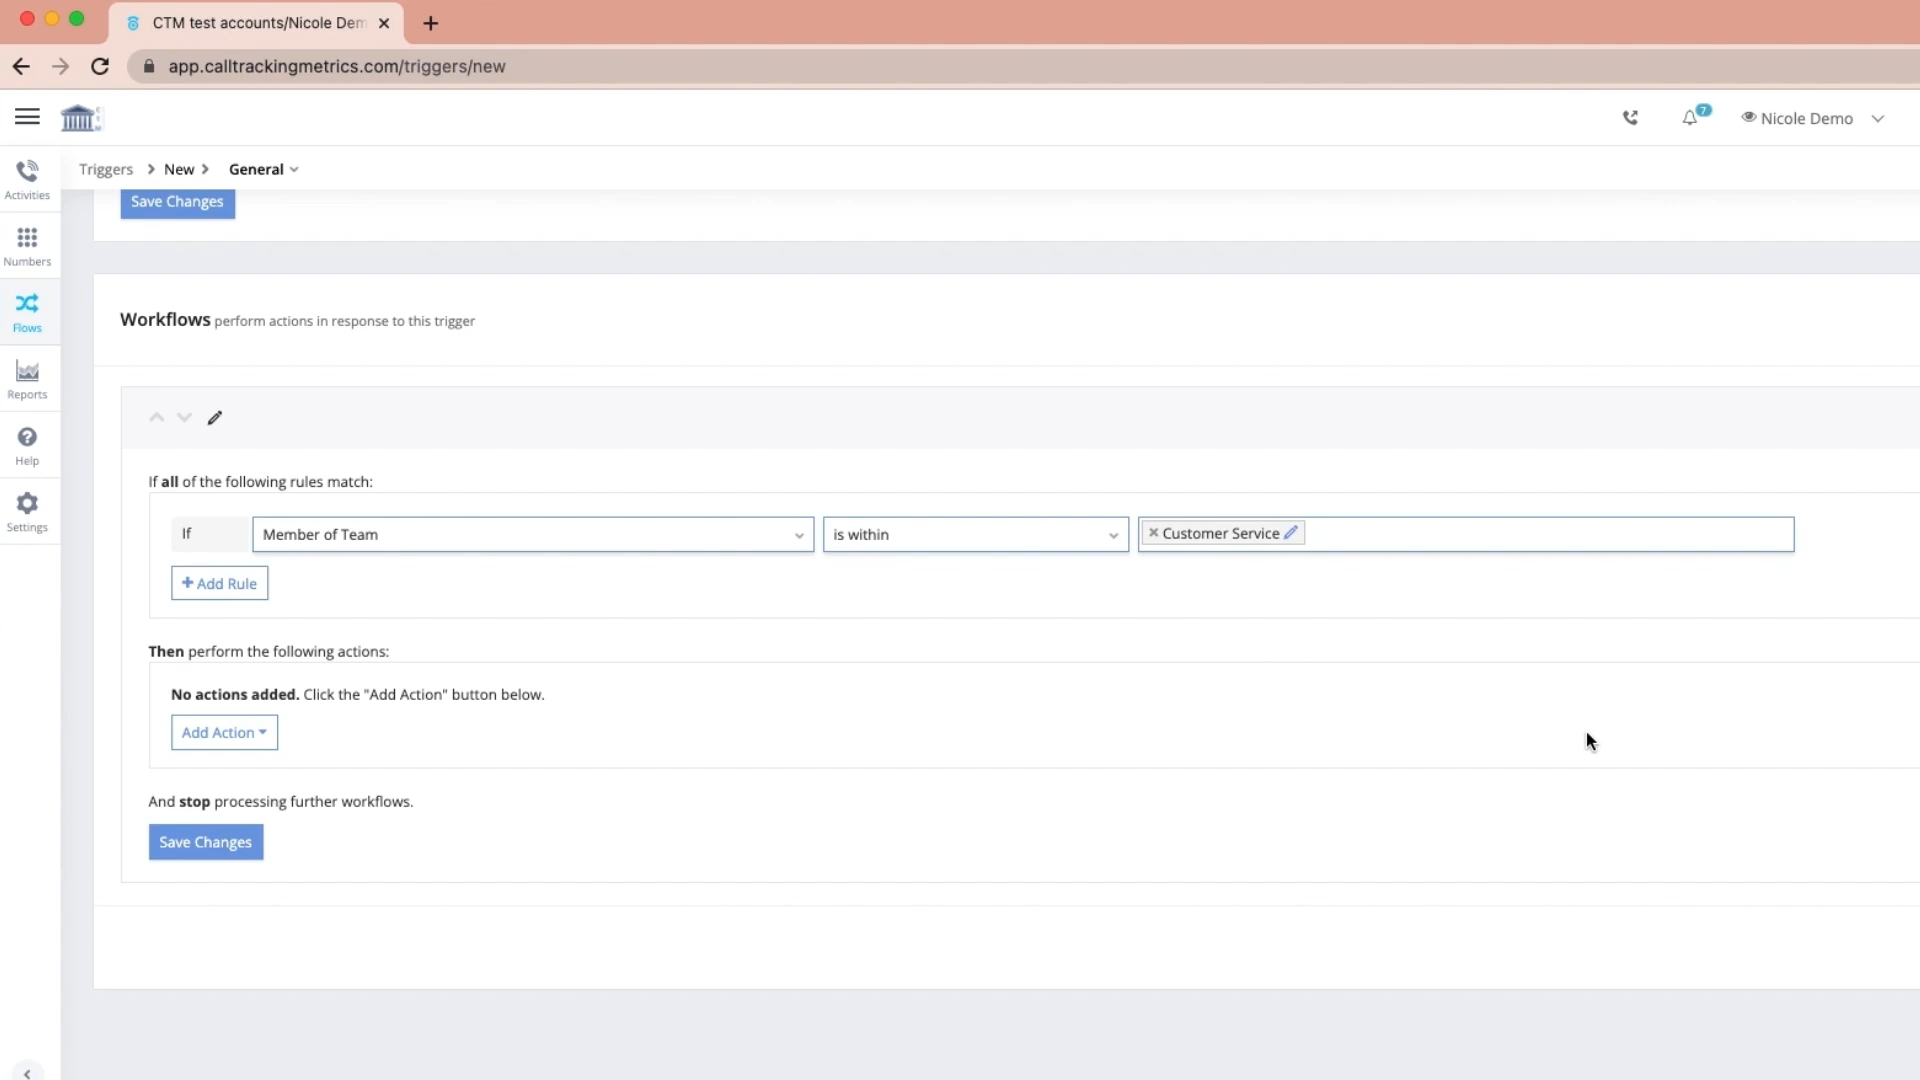 CTM test accounts/Nicole Dem
app.calltrackingmetrics.com/triggers/new
7
Nicole Demo
Triggers > New > General
Activities
Numbers
Flows
Reports
Help
Settings
Save Changes
Workflows perform actions in response to this trigger
If all of the following rules match:
If Member of Team is within × Customer Service
+ Add Rule
Then perform the following actions:
No actions added. Click the "Add Action" button below.
Add Action
And stop processing further workflows.
Save Changes